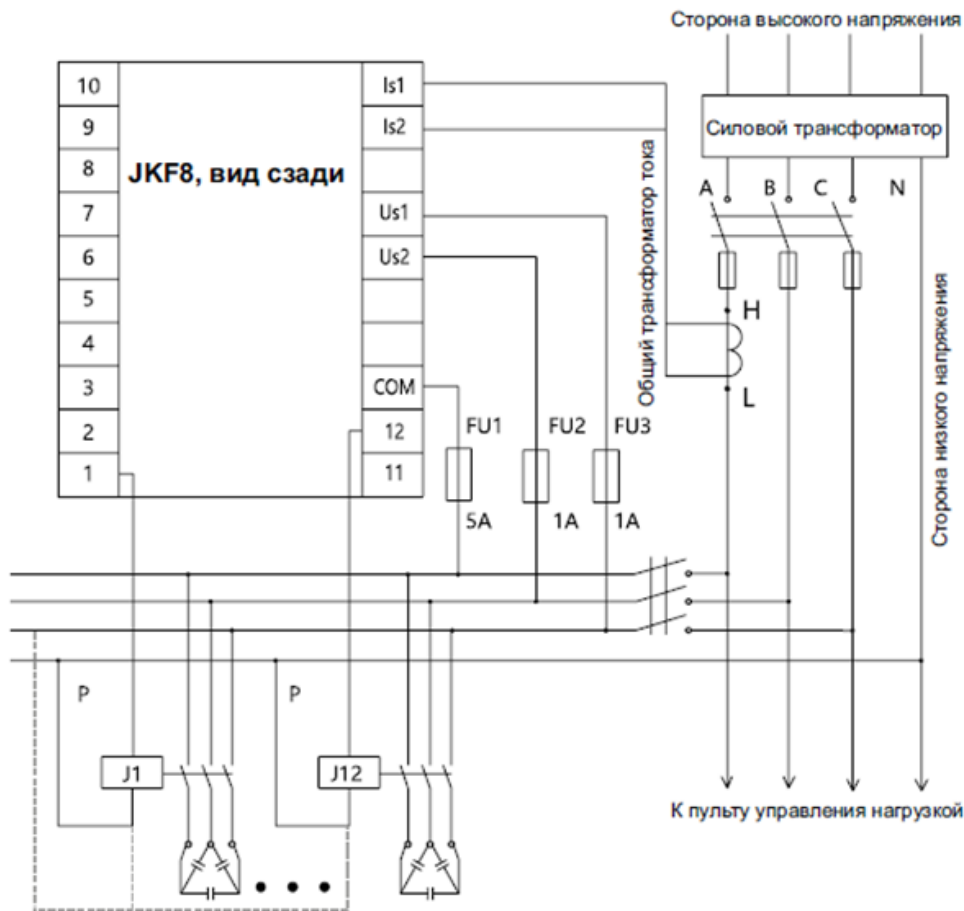 Сторона высокого напряжения
10
Is1
9
Is2
8
JKF8, вид сзади
7
Us1
6
Us2
5
4
3
COM
2
12
1
11
Силовой трансформатор
A
B
C
N
Общий трансформатор тока
H
L
Сторона низкого напряжения
FU1
FU2
FU3
5A
1A
1A
P
P
J1
J12
К пульту управления нагрузкой